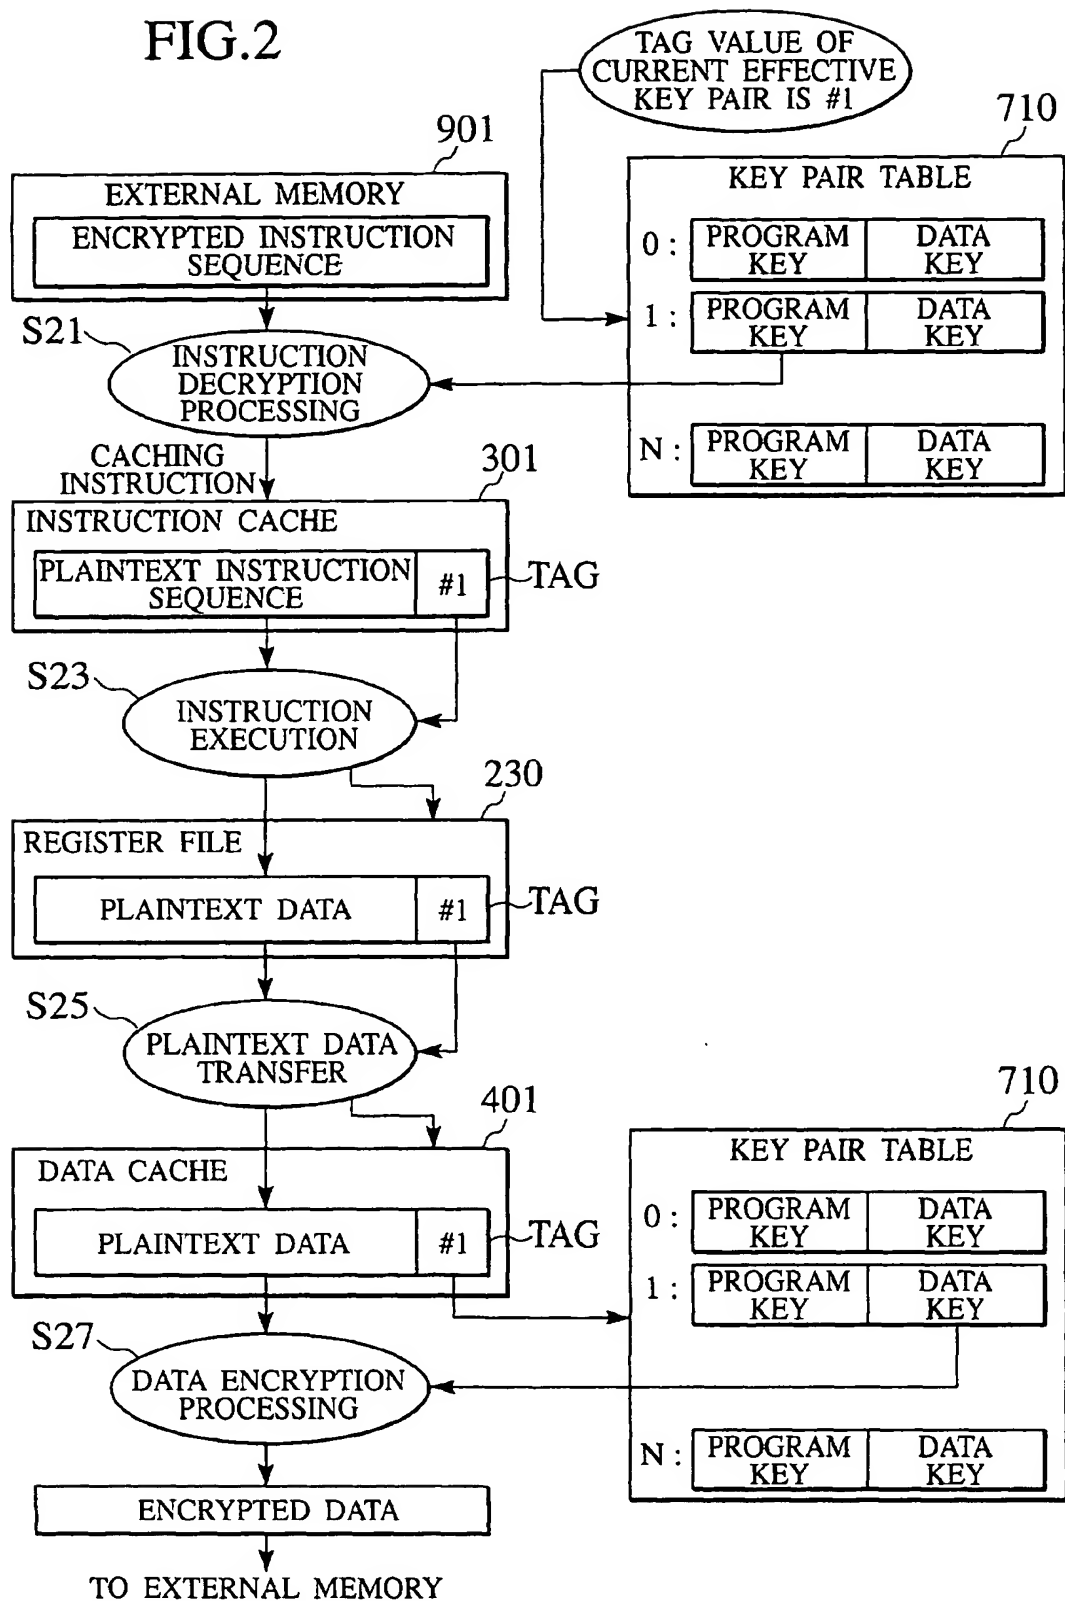 FIG.2
TAG VALUE OF
CURRENT EFFECTIVE
KEY PAIR IS #1
901
710
EXTERNAL MEMORY
ENCRYPTED INSTRUCTION
SEQUENCE
KEY PAIR TABLE
0: PROGRAM KEY DATA KEY
1: PROGRAM KEY DATA KEY
N: PROGRAM KEY DATA KEY
S21
INSTRUCTION
DECRYPTION
PROCESSING
CACHING
INSTRUCTION
301
INSTRUCTION CACHE
PLAINTEXT INSTRUCTION
SEQUENCE
#1
TAG
S23
INSTRUCTION
EXECUTION
230
REGISTER FILE
PLAINTEXT DATA
#1
TAG
S25
PLAINTEXT DATA
TRANSFER
401
DATA CACHE
PLAINTEXT DATA
#1
TAG
710
KEY PAIR TABLE
0: PROGRAM KEY DATA KEY
1: PROGRAM KEY DATA KEY
N: PROGRAM KEY DATA KEY
S27
DATA ENCRYPTION
PROCESSING
ENCRYPTED DATA
TO EXTERNAL MEMORY